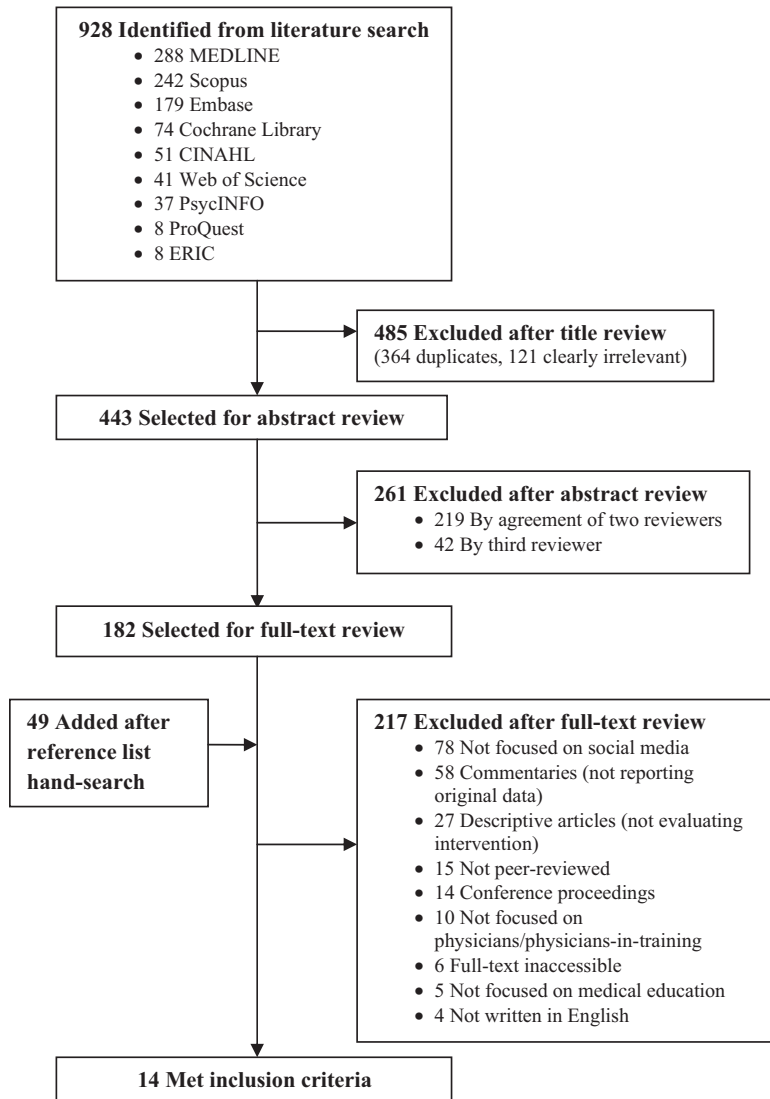 928 Identified from literature search
• 288 MEDLINE
• 242 Scopus
• 179 Embase
• 74 Cochrane Library
• 51 CINAHL
• 41 Web of Science
• 37 PsycINFO
• 8 ProQuest
• 8 ERIC
485 Excluded after title review
(364 duplicates, 121 clearly irrelevant)
443 Selected for abstract review
261 Excluded after abstract review
• 219 By agreement of two reviewers
• 42 By third reviewer
182 Selected for full-text review
49 Added after
reference list
hand-search
217 Excluded after full-text review
• 78 Not focused on social media
• 58 Commentaries (not reporting
original data)
• 27 Descriptive articles (not evaluating
intervention)
• 15 Not peer-reviewed
• 14 Conference proceedings
• 10 Not focused on
physicians/physicians-in-training
• 6 Full-text inaccessible
• 5 Not focused on medical education
• 4 Not written in English
14 Met inclusion criteria